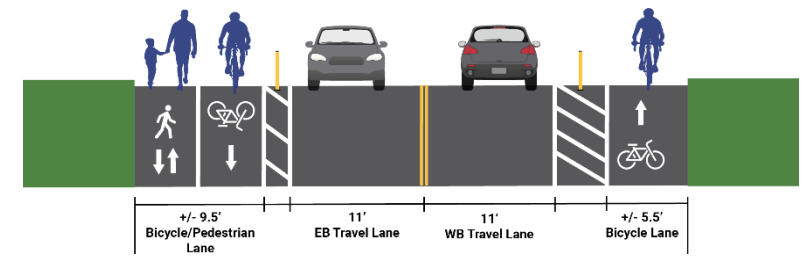 +/- 9.5’
Bicycle/Pedestrian
Lane
11’
EB Travel Lane
11’
WB Travel Lane
+/- 5.5’
Bicycle Lane